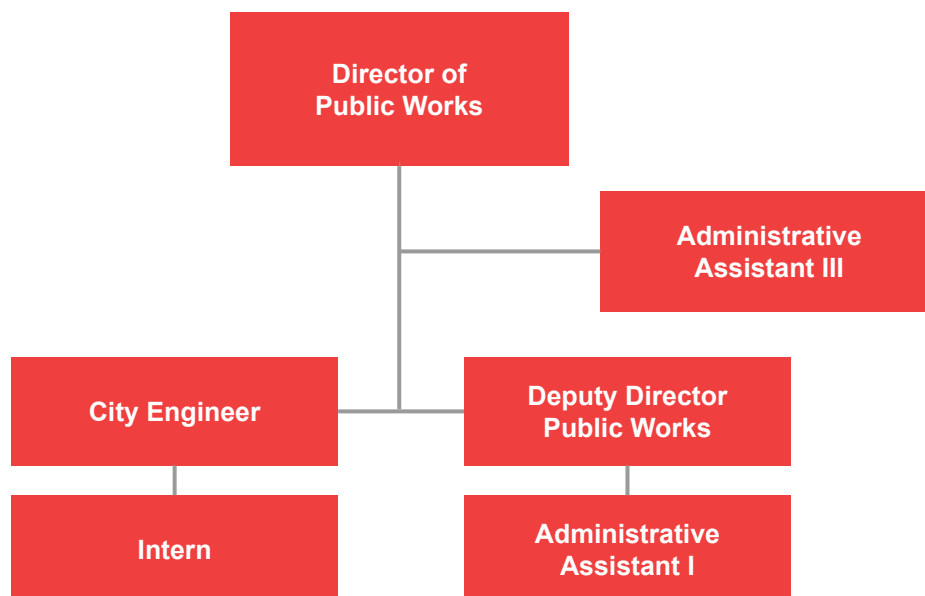 Director of
Public Works
Administrative
Assistant III
City Engineer
Deputy Director
Public Works
Intern
Administrative
Assistant I